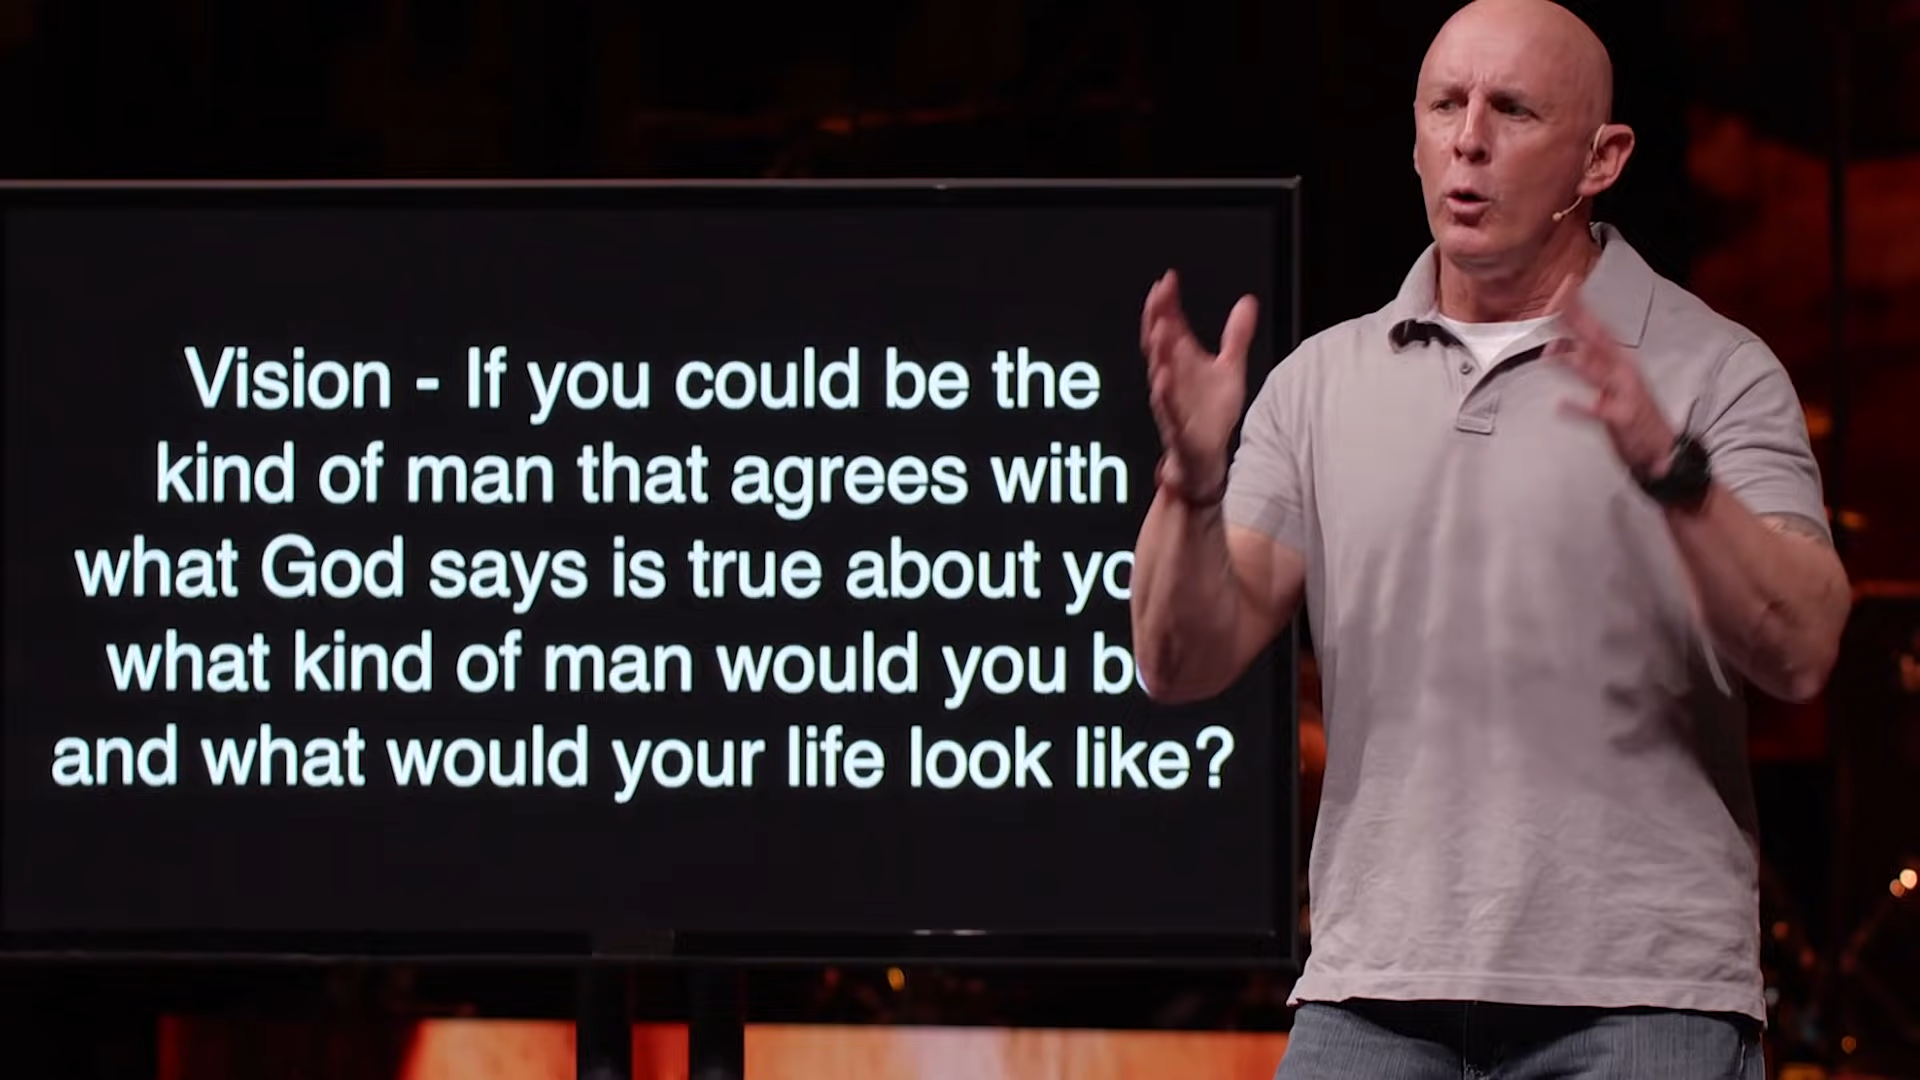 Vision - If you could be the
kind of man that agrees with
what God says is true about
what kind of man would you
and what would your life look like?